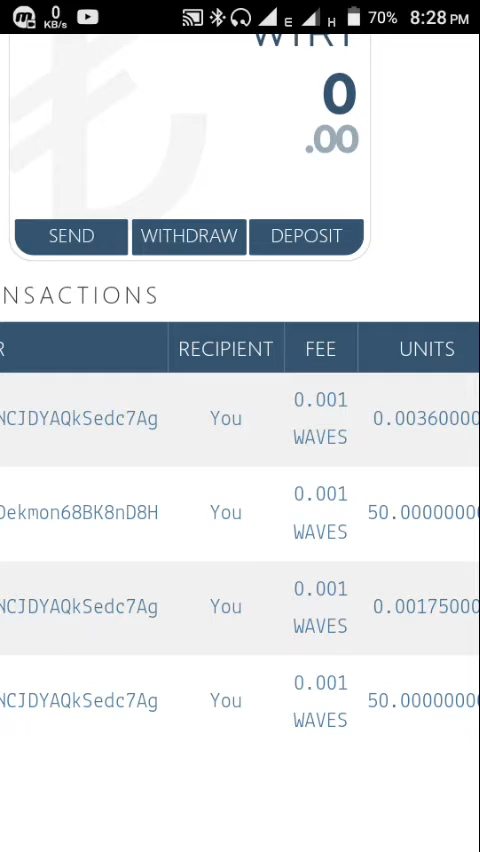 0
KB/s
E
H
70%
8:28 PM
0
.00
SEND WITHDRAW DEPOSIT
NSACTIONS
R RECIPIENT FEE UNITS
NCJDYAQkSedc7Ag You 0.001 WAVES 0.00360000
Dekmon68BK8nD8H You 0.001 WAVES 50.0000000
NCJDYAQkSedc7Ag You 0.001 WAVES 0.00175000
NCJDYAQkSedc7Ag You 0.001 WAVES 50.0000000